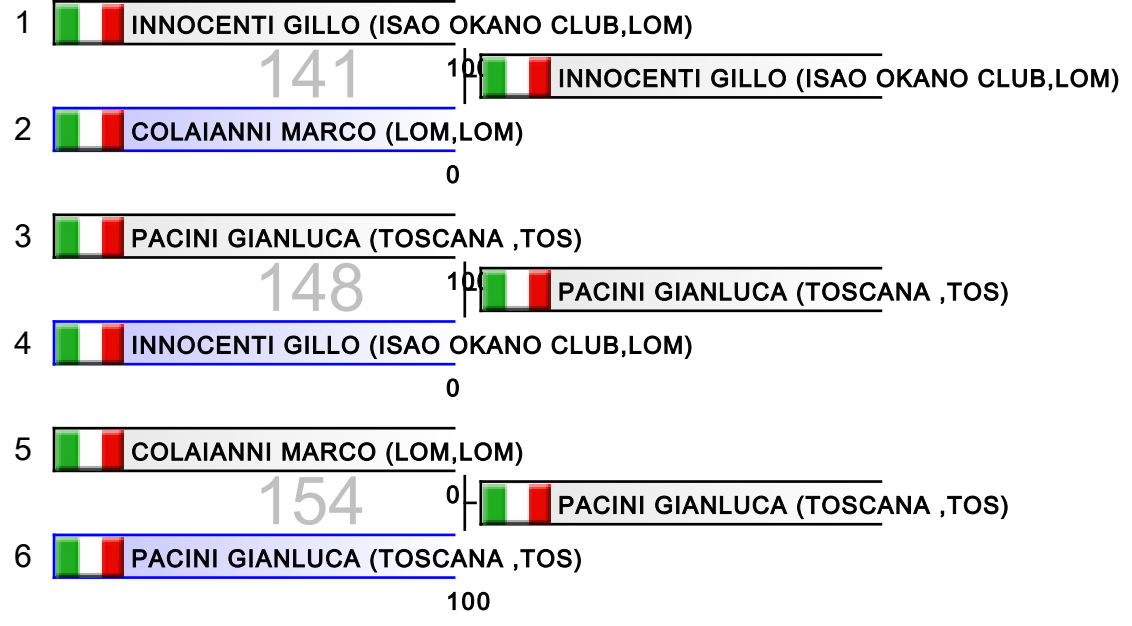 1 INNOCENTI GILLO (ISAO OKANO CLUB,LOM)
141
100
INNOCENTI GILLO (ISAO OKANO CLUB,LOM)
2 COLAIANNI MARCO (LOM,LOM)
0
3 PACINI GIANLUCA (TOSCANA ,TOS)
148
100
PACINI GIANLUCA (TOSCANA ,TOS)
4 INNOCENTI GILLO (ISAO OKANO CLUB,LOM)
0
5 COLAIANNI MARCO (LOM,LOM)
154
0
PACINI GIANLUCA (TOSCANA ,TOS)
6 PACINI GIANLUCA (TOSCANA ,TOS)
100